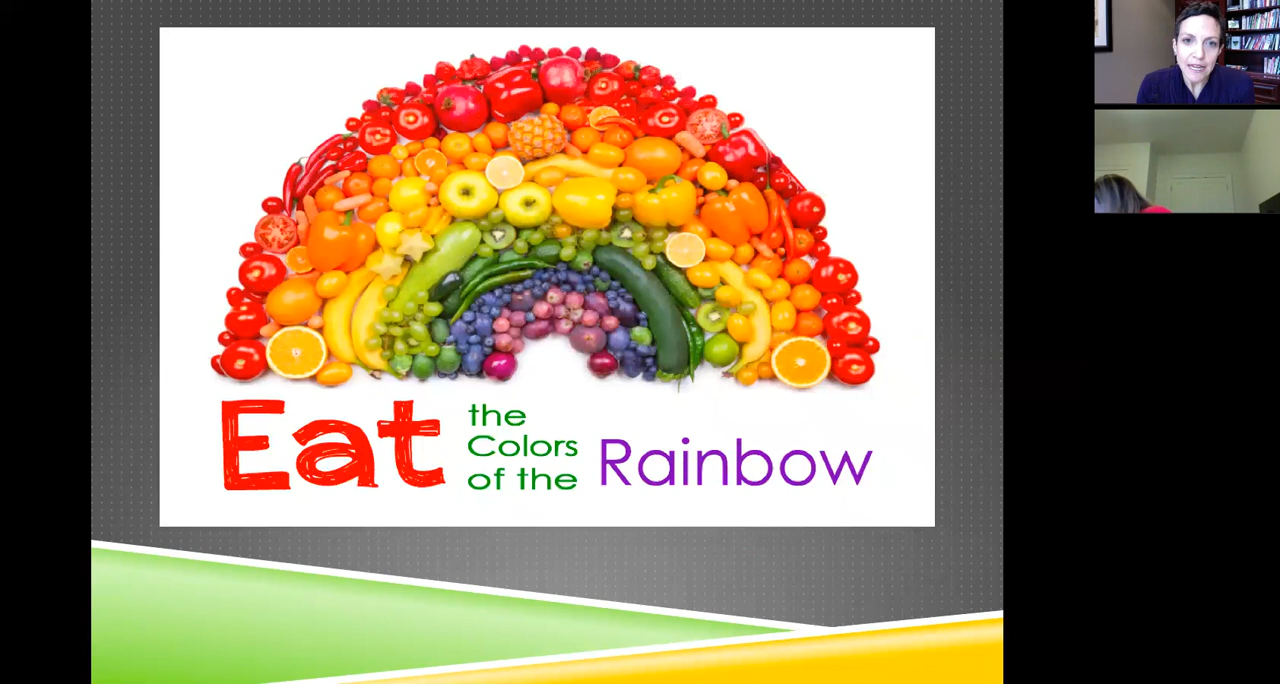 Eat
the
Colors
of the
Rainbow